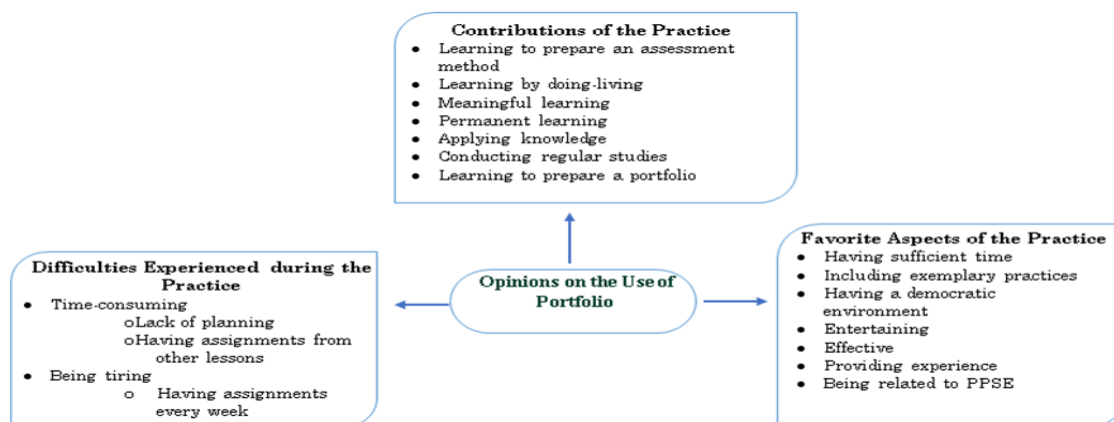 Contributions of the Practice
● Learning to prepare an assessment
method
● Learning by doing-living
● Meaningful learning
● Permanent learning
● Applying knowledge
● Conducting regular studies
● Learning to prepare a portfolio
Difficulties Experienced during the
Practice
● Time-consuming
oLack of planning
oHaving assignments from
other lessons
● Being tiring
o Having assignments
every week
Opinions on the Use of
Portfolio
Favorite Aspects of the Practice
● Having sufficient time
● Including exemplary practices
● Having a democratic
environment
● Entertaining
● Effective
● Providing experience
● Being related to PPSE